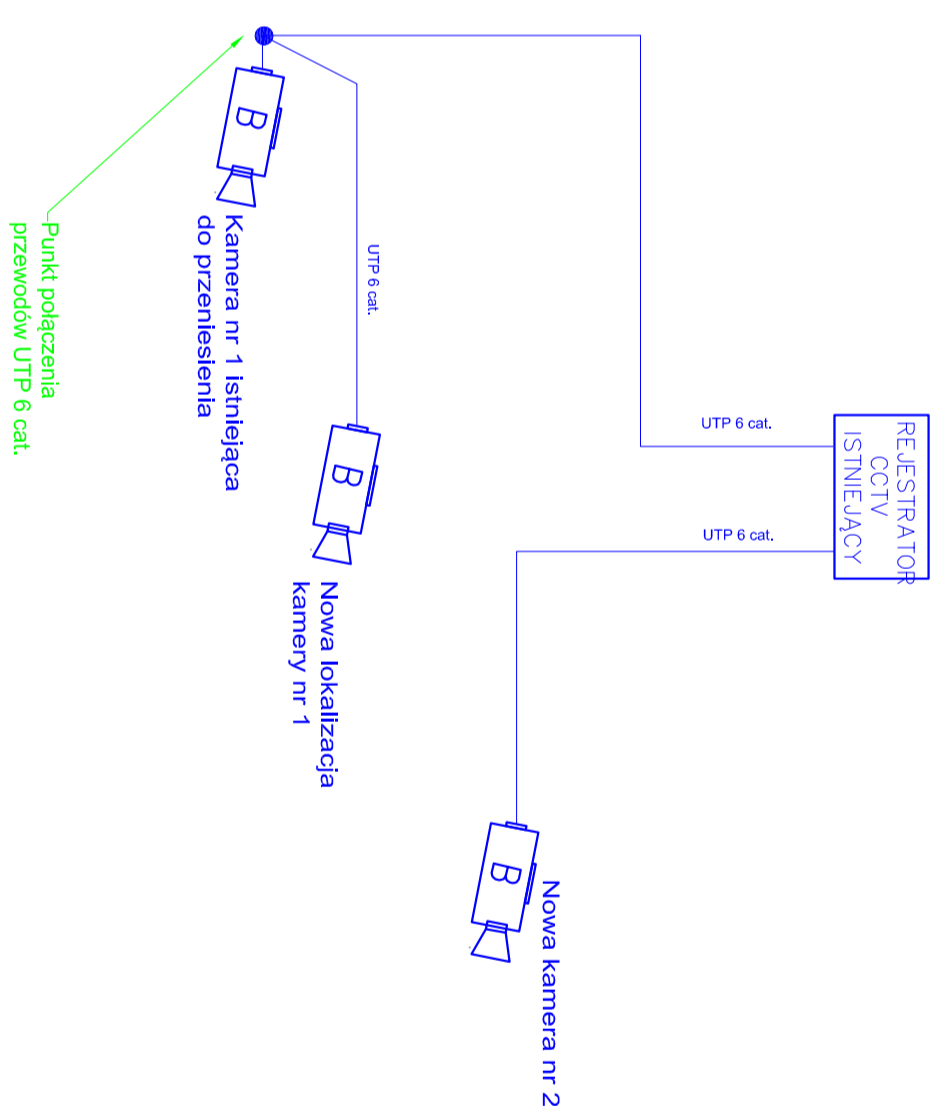 REJESTRATOR
CCTV
ISTNIEJĄCY
UTP 6 cat.
UTP 6 cat.
UTP 6 cat.
B
Kamera nr 1 istniejąca
do przeniesienia
B
Nowa lokalizacja
kamery nr 1
B
Nowa kamera nr 2
Punkt połączenia
przewodów UTP 6 cat.